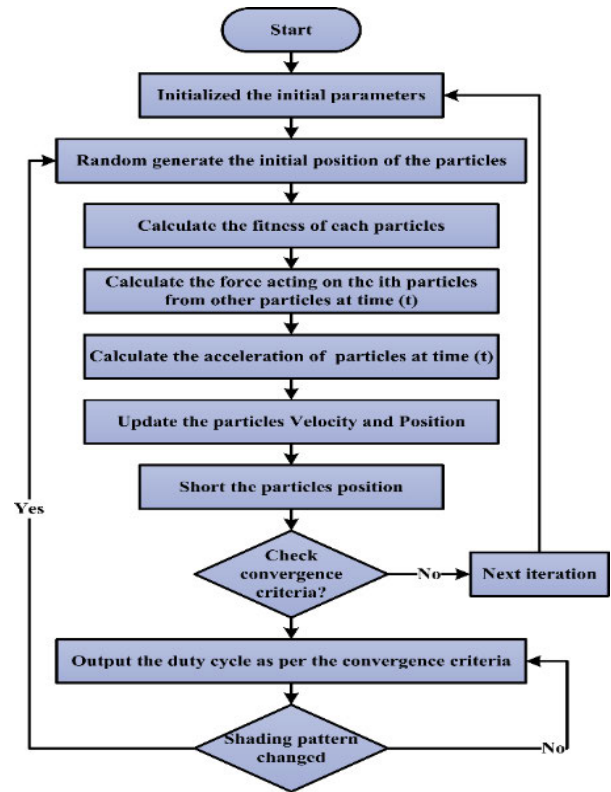 Start
Initialized the initial parameters
Random generate the initial position of the particles
Calculate the fitness of each particles
Calculate the force acting on the ith particles
from other particles at time (t)
Calculate the acceleration of particles at time (t)
Update the particles Velocity and Position
Short the particles position
Yes
Check
convergence
criteria?
No
Next iteration
Output the duty cycle as per the convergence criteria
Shading pattern
changed
No